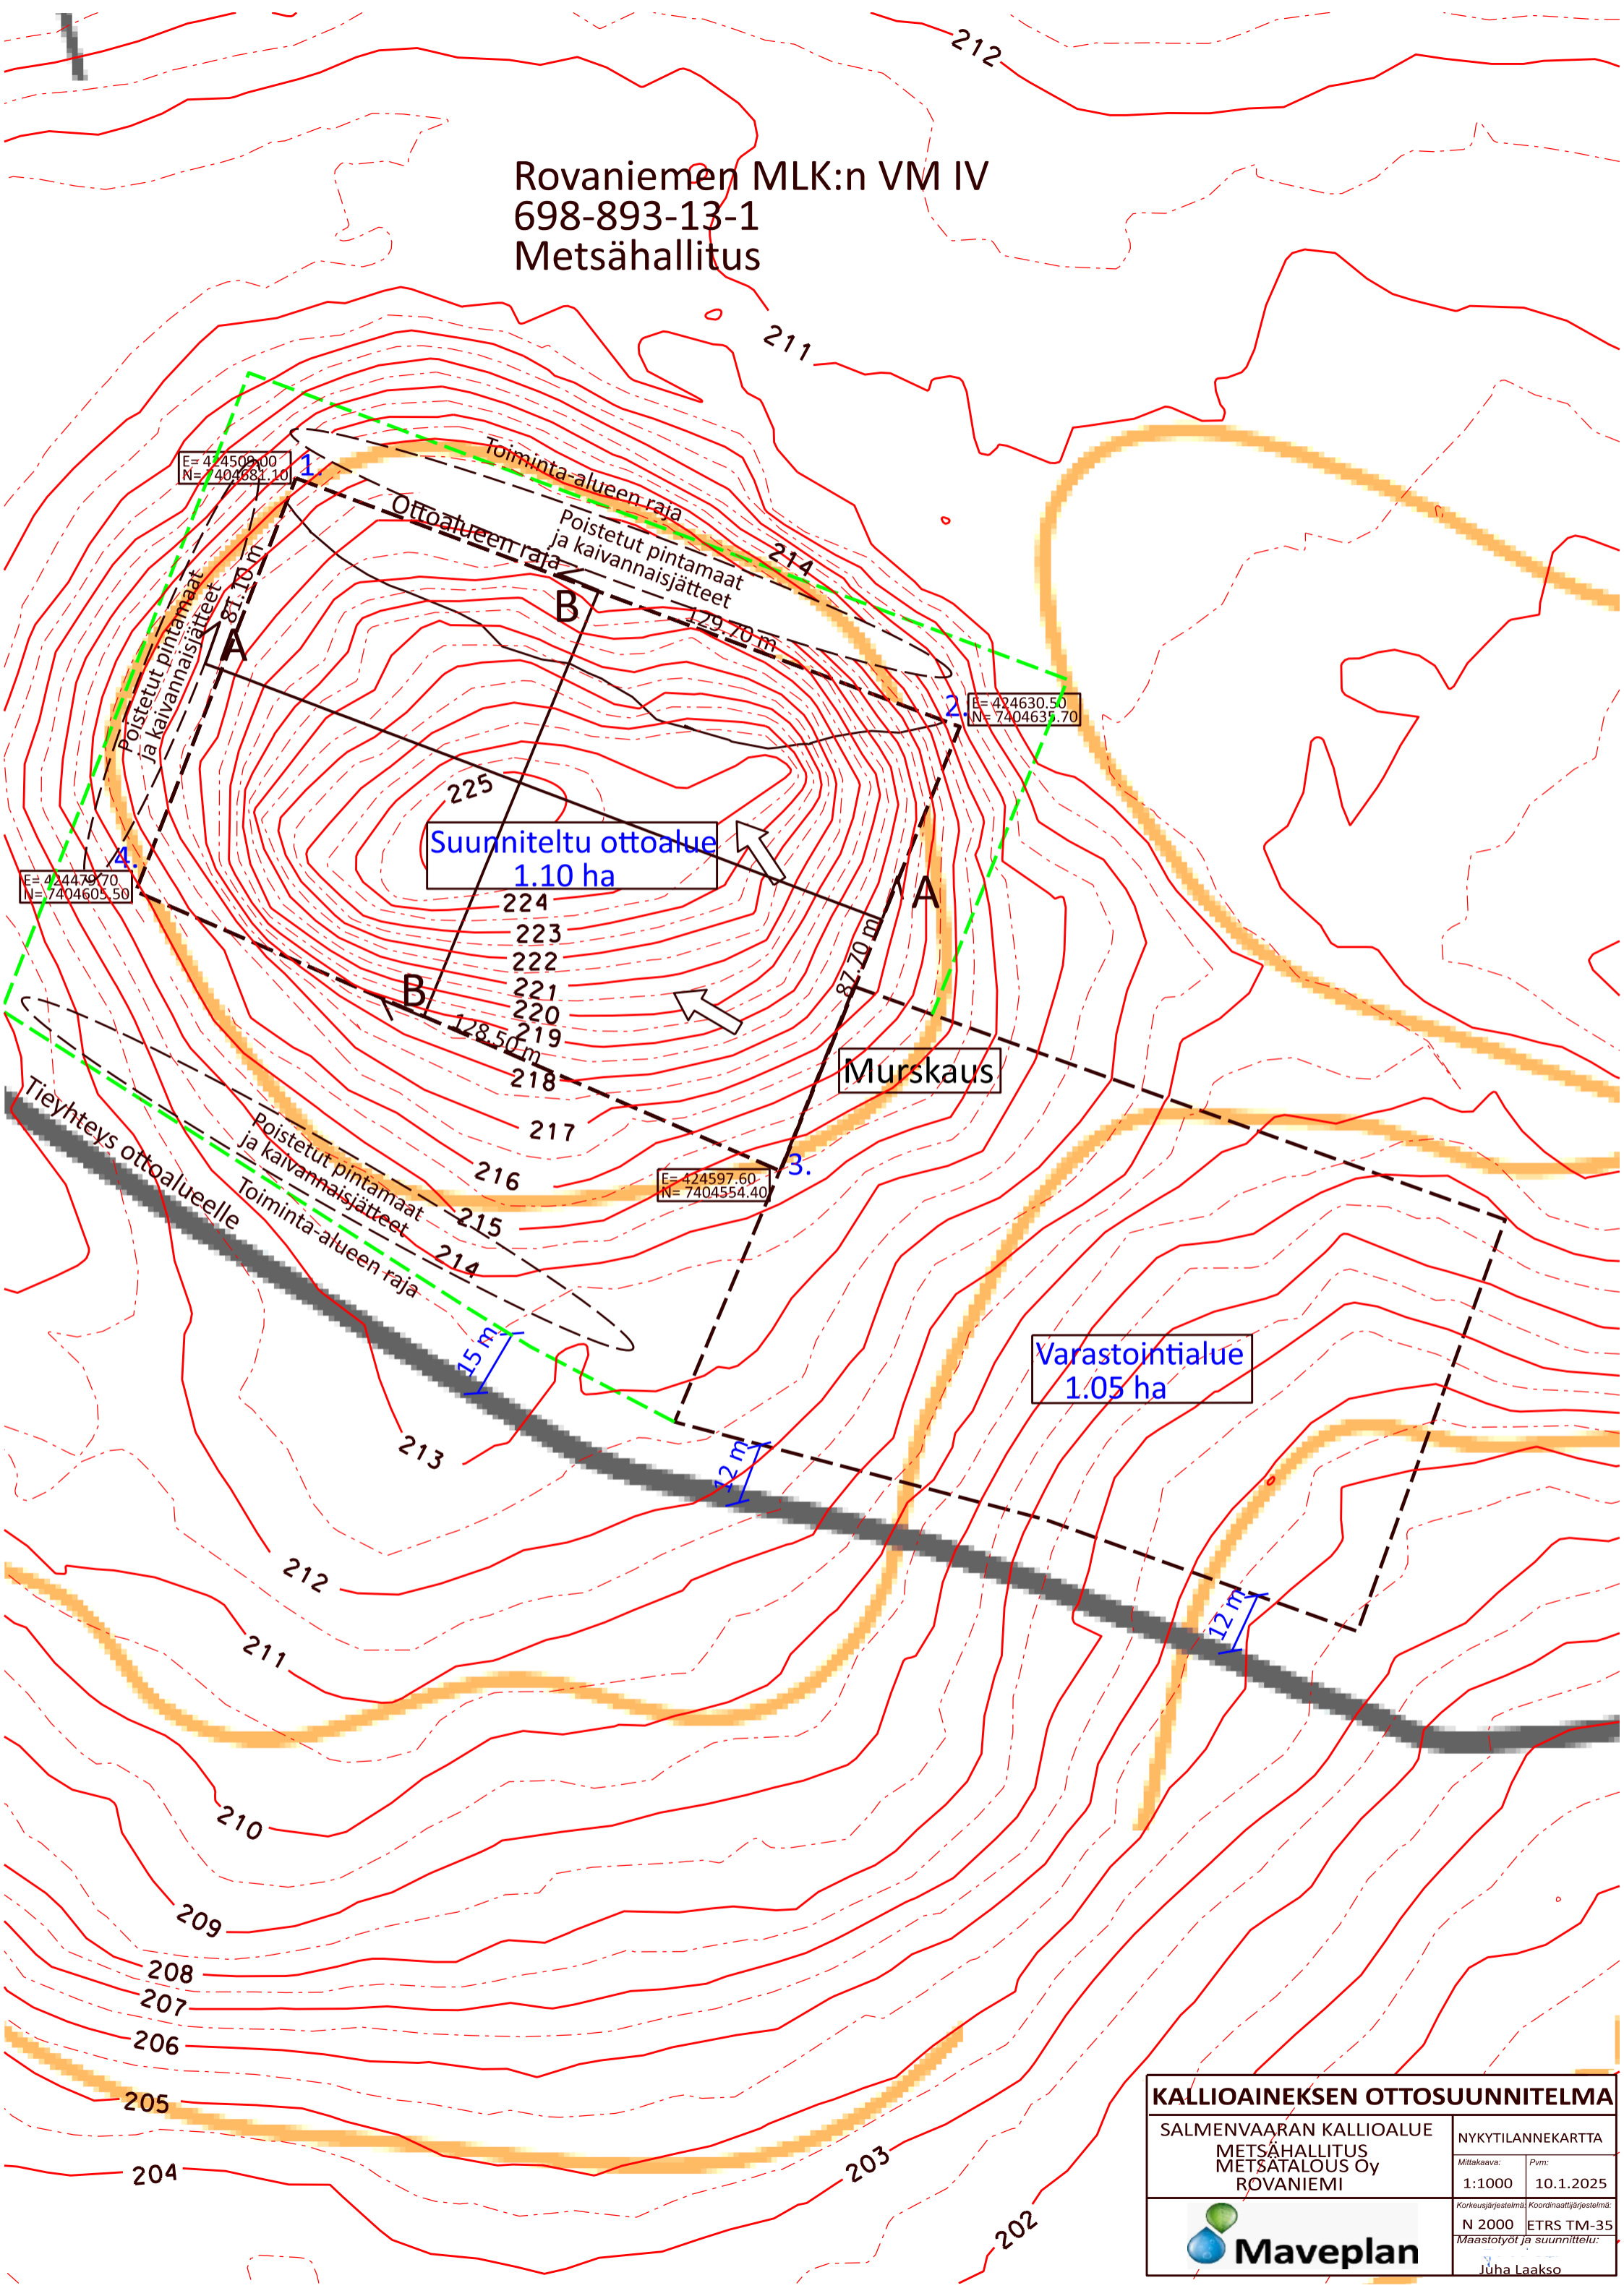 212
Rovaniemen MLK:n VM IV
698-893-13-1
Metsähallitus
211
E= 424509.00
N= 7404681.10
1.
Toiminta-alueen raja
Ottoalueen raja
Poistetut pintamaat
ja kaivannaisjätteet
214
B
129.70 m
81.10 m
A
Poistetut pintamaat
ja kaivannaisjätteet
2.
E= 424630.50
N= 7404635.70
225
Suunniteltu ottoalue
1.10 ha
4.
E= 424479.70
N= 7404605.50
A
224
223
222
221
220
219
218
217
216
215
214
B
128.50 m
87.70 m
Murskaus
3.
E= 424597.60
N= 7404554.40
Tieyhteys ottoalueelle
Poistetut pintamaat
ja kaivannaisjätteet
Toiminta-alueen raja
15 m
Varastointialue
1.05 ha
213
12 m
212
12 m
211
210
209
208
207
206
205
204
203
202
KALLIOAINEKSEN OTTOSUUNNITELMA
SALMENVAARAN KALLIOALUE
METSÄHALLITUS
METSÄTALOUS Oy
ROVANIEMI
NYKYTILANNEKARTTA
Mittakaava:
Pvm:
1:1000
10.1.2025
Korkeusjärjestelmä:
Koordinaattijärjestelmä:
N 2000
ETRS TM-35
Maastotyöt ja suunnittelu:
Juha Laakso
Maveplan